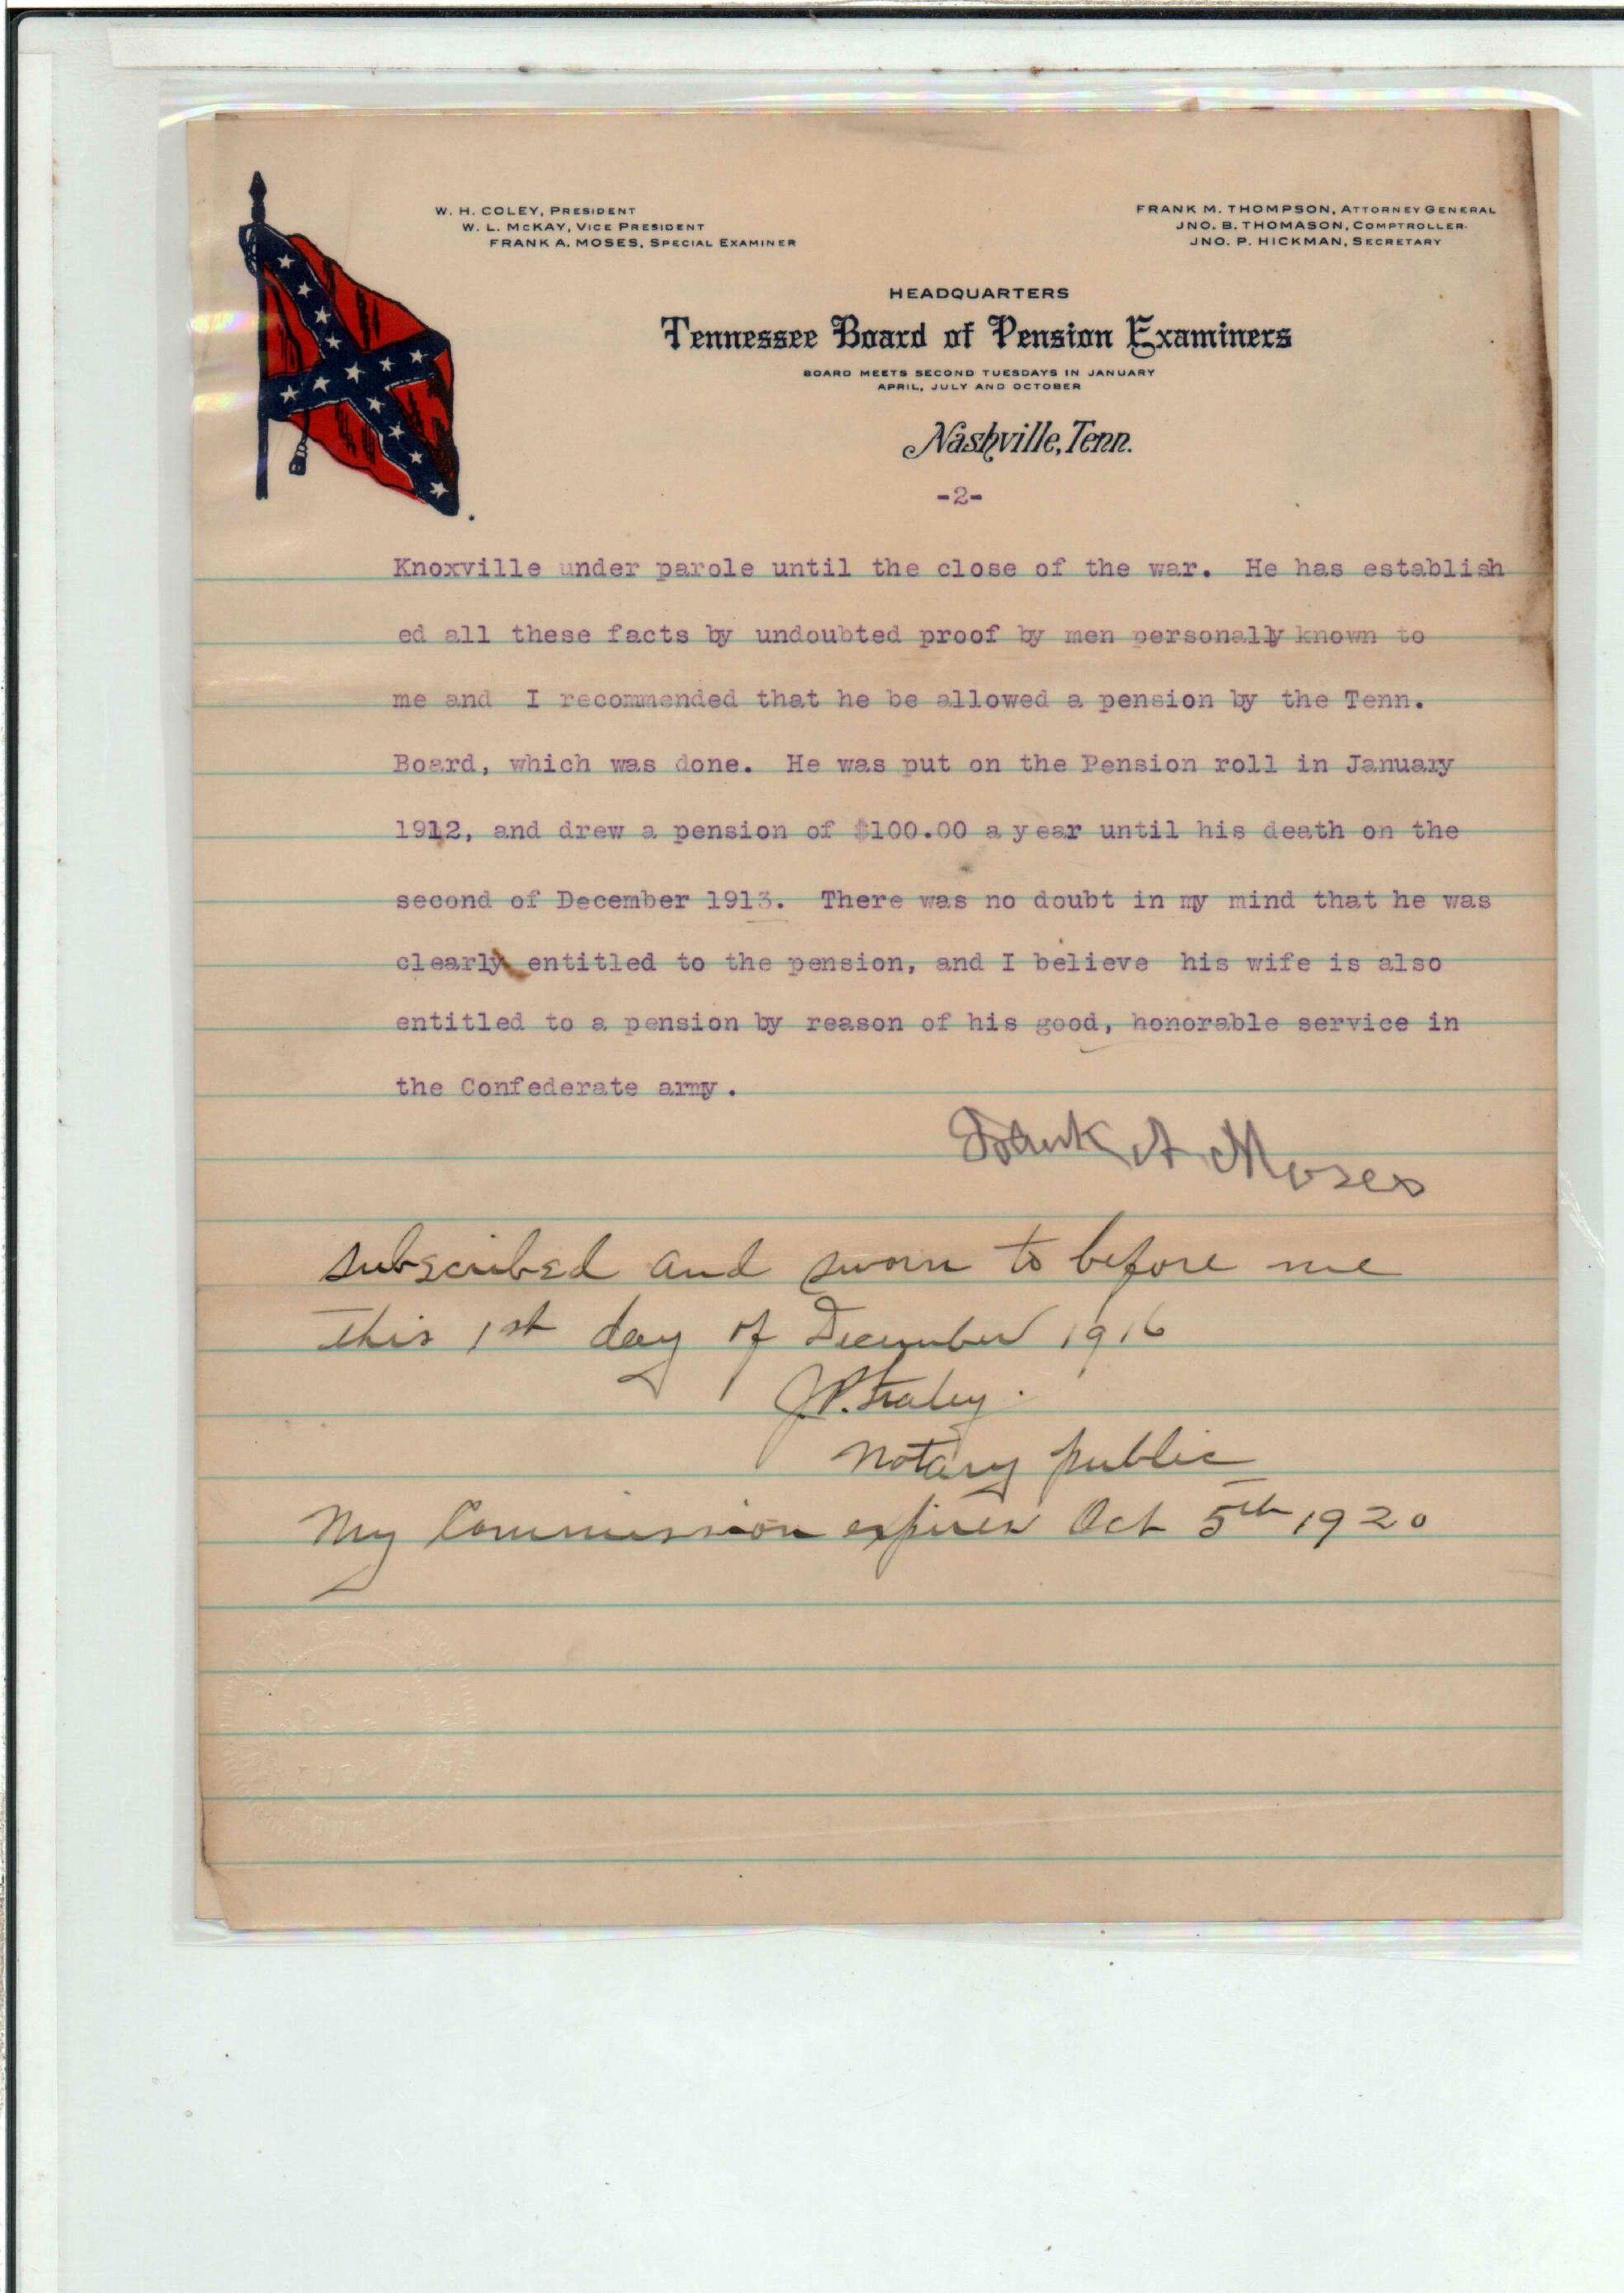 W. H. COLEY, PRESIDENT
W. L. McKAY, VICE PRESIDENT
FRANK A. MOSES, SPECIAL EXAMINER
FRANK M. THOMPSON, ATTORNEY GENERAL
JNO. B. THOMASON, COMPTROLLER.
JNO. P. HICKMAN, SECRETARY
HEADQUARTERS
Tennessee Board of Pension Examiners
BOARD MEETS SECOND TUESDAYS IN JANUARY
APRIL, JULY AND OCTOBER
Nashville, Tenn.
-2-
Knoxville under parole until the close of the war. He has establish
ed all these facts by undoubted proof by men personally known to
me and I recommended that he be allowed a pension by the Tenn.
Board, which was done. He was put on the Pension roll in January
1912, and drew a pension of $100.00 a year until his death on the
second of December 1913. There was no doubt in my mind that he was
clearly entitled to the pension, and I believe his wife is also
entitled to a pension by reason of his good, honorable service in
the Confederate army.
Frank A Moses
subscribed and sworn to before me
this 1st day of December 1916
J.P. Staley.
Notary public
My Commission expires Oct 5th 1920